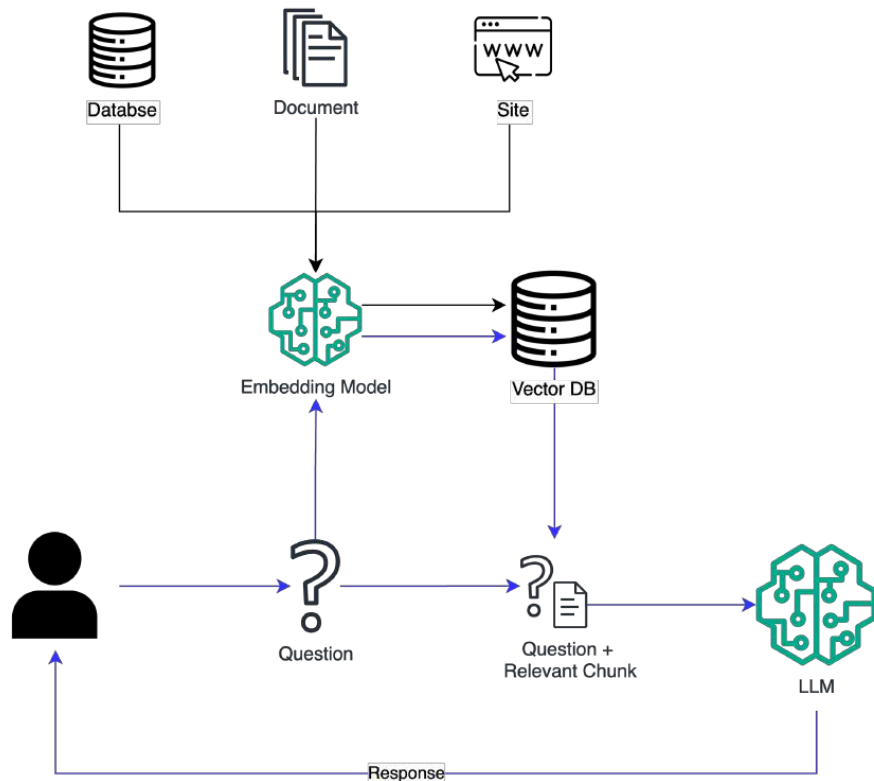 WWW
Databse
Document
Site
Embedding Model
Vector DB
Question
Question +
Relevant Chunk
LLM
Response